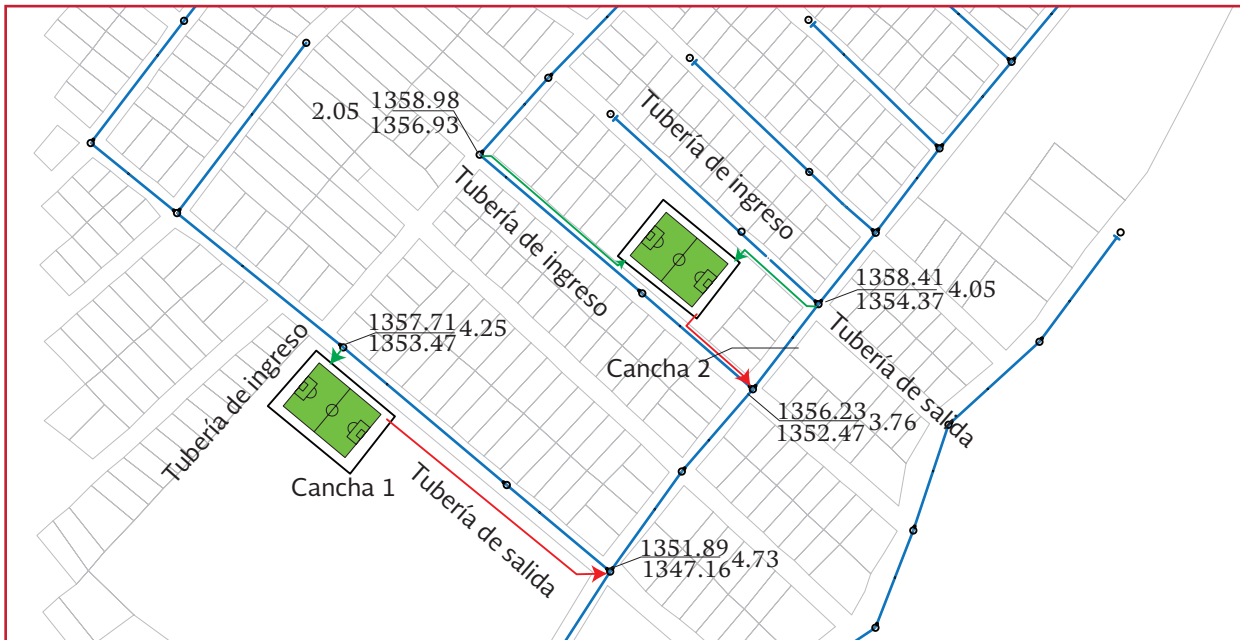 2.05
1358.98
1356.93
Tubería de ingreso
Tubería de ingreso
1358.41
1354.37
4.05
Tubería de salida
1357.71
1353.47
4.25
Tubería de ingreso
Cancha 2
1356.23
1352.47
3.76
Cancha 1
Tubería de salida
1351.89
1347.16
4.73